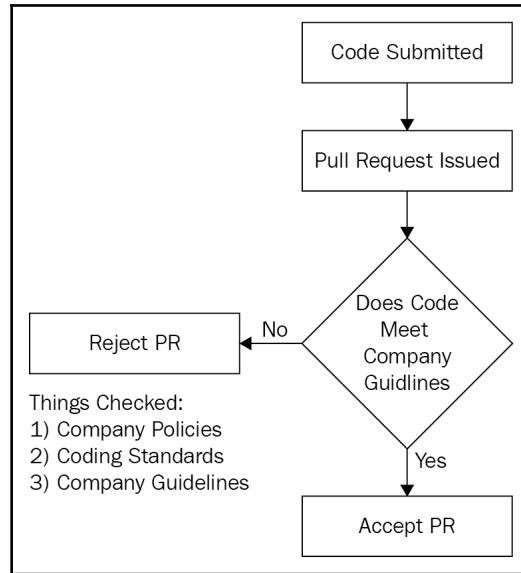 Code Submitted
Pull Request Issued
Does Code
Meet
Company
Guidlines
No
Reject PR
Things Checked:
1) Company Policies
2) Coding Standards
3) Company Guidelines
Yes
Accept PR